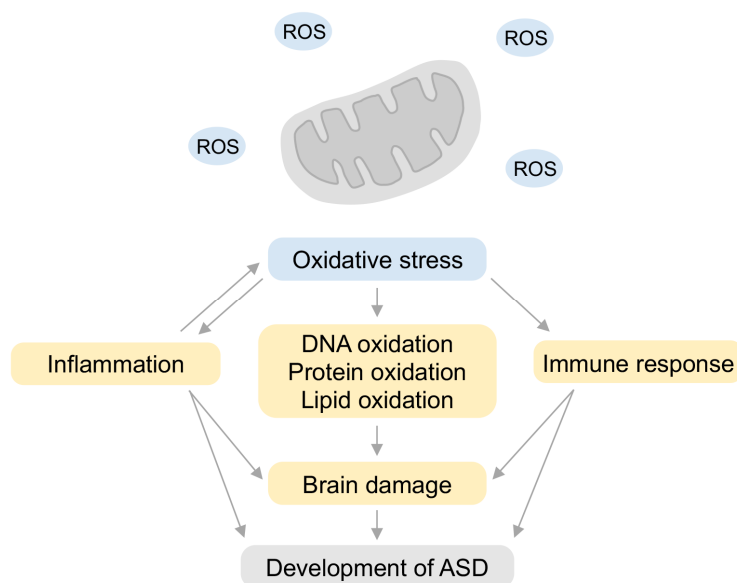 ROS
ROS
ROS
ROS
Oxidative stress
Inflammation
DNA oxidation
Protein oxidation
Lipid oxidation
Immune response
Brain damage
Development of ASD